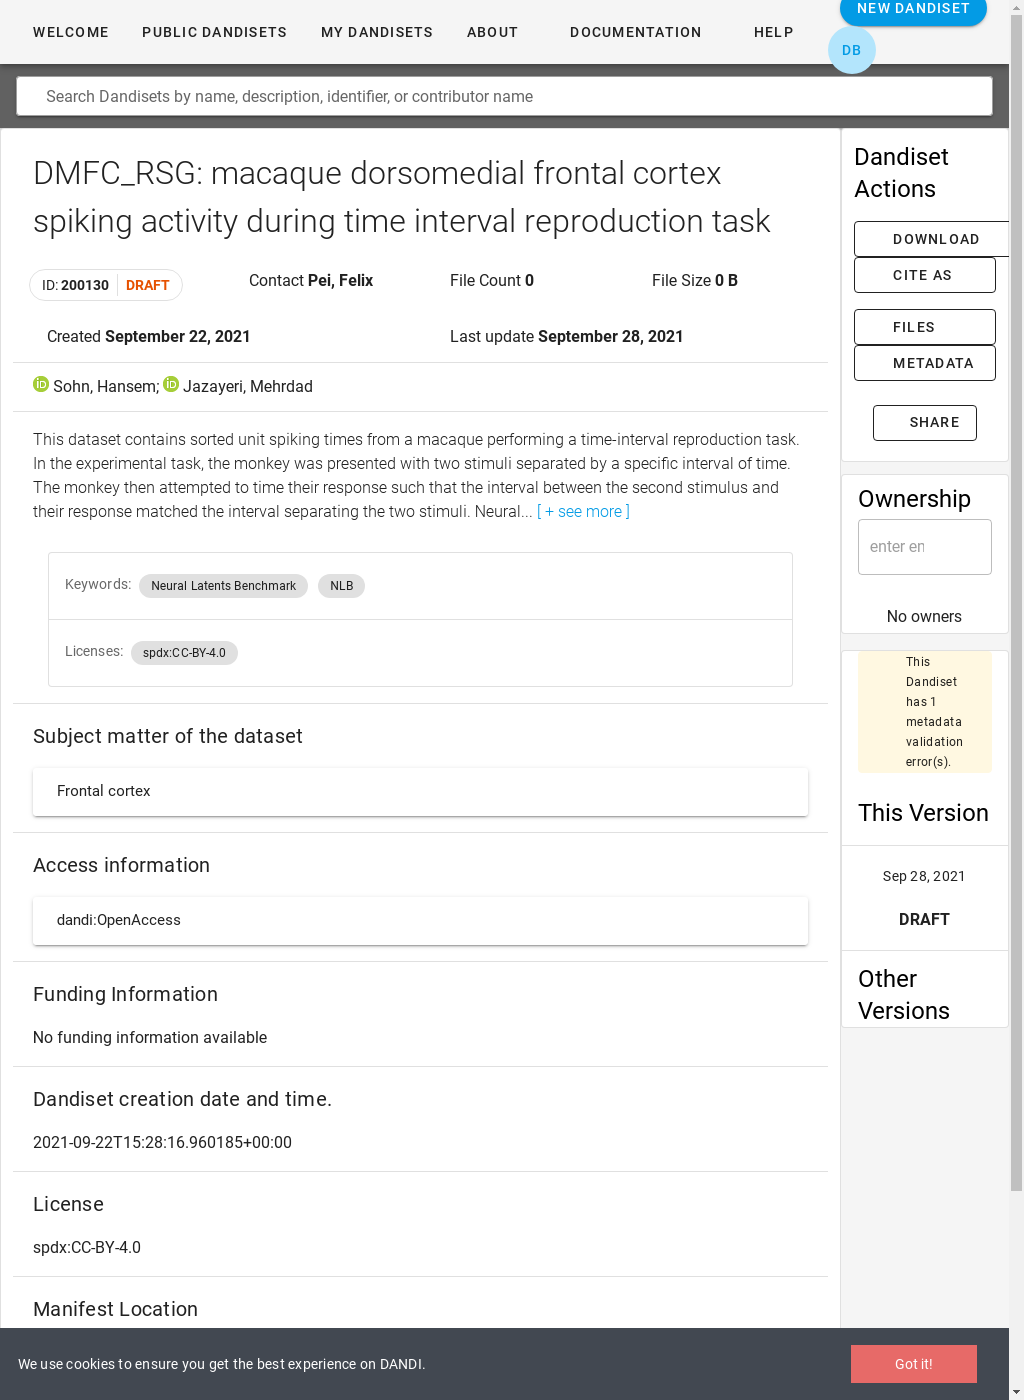 WELCOME PUBLIC DANDISETS MY DANDISETS ABOUT DOCUMENTATION HELP NEW DANDISET
DB
Search Dandisets by name, description, identifier, or contributor name
DMFC_RSG: macaque dorsomedial frontal cortex
spiking activity during time interval reproduction task
ID: 200130 DRAFT
Contact Pei, Felix
File Count 0
File Size 0 B
Created September 22, 2021
Last update September 28, 2021
Sohn, Hansem; Jazayeri, Mehrdad
This dataset contains sorted unit spiking times from a macaque performing a time-interval reproduction task.
In the experimental task, the monkey was presented with two stimuli separated by a specific interval of time.
The monkey then attempted to time their response such that the interval between the second stimulus and
their response matched the interval separating the two stimuli. Neural... [ + see more ]
Keywords: Neural Latents Benchmark NLB
Licenses: spdx:CC-BY-4.0
Subject matter of the dataset
Frontal cortex
Access information
dandi:OpenAccess
Funding Information
No funding information available
Dandiset creation date and time.
2021-09-22T15:28:16.960185+00:00
License
spdx:CC-BY-4.0
Manifest Location
Dandiset
Actions
DOWNLOAD
CITE AS
FILES
METADATA
SHARE
Ownership
enter en
No owners
This
Dandiset
has 1
metadata
validation
error(s).
This Version
Sep 28, 2021
DRAFT
Other
Versions
We use cookies to ensure you get the best experience on DANDI.
Got it!